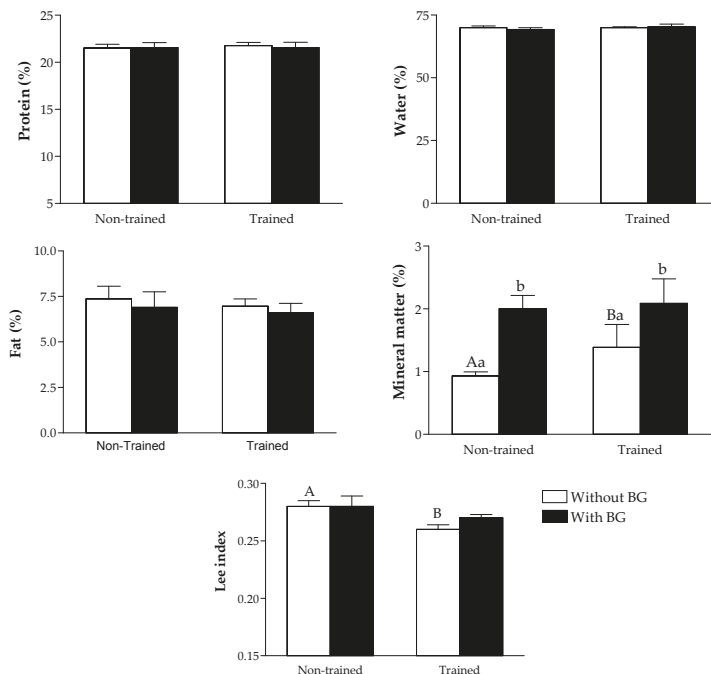 Protein (%)
25
20
15
10
5
Non-trained
Trained
Water (%)
75
50
25
0
Non-trained
Trained
Fat (%)
10.0
7.5
5.0
2.5
0.0
Non-Trained
Trained
Mineral matter (%)
3
2
1
0
Aa
b
Ba
b
Non-trained
Trained
Lee index
0.30
0.25
0.20
0.15
A
B
Non-trained
Trained
Without BG
With BG